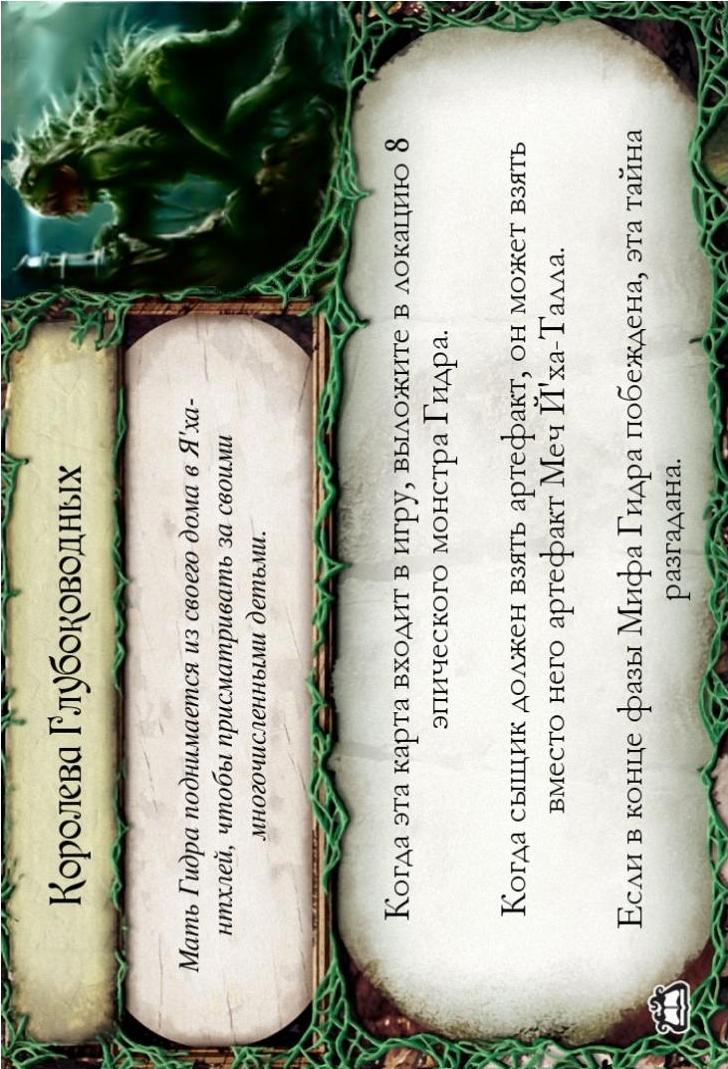 Королева Глубоководных
Мать Гидра поднимается из своего дома в Я'ха-
нтхлей, чтобы присматривать за своими
многочисленными детьми.
Когда эта карта входит в игру, выложите в локацию 8
эпического монстра Гидра.
Когда сыщик должен взять артефакт, он может взять
вместо него артефакт Меч Й'ха-Талла.
Если в конце фазы Мифа Гидра побеждена, эта тайна
разгадана.